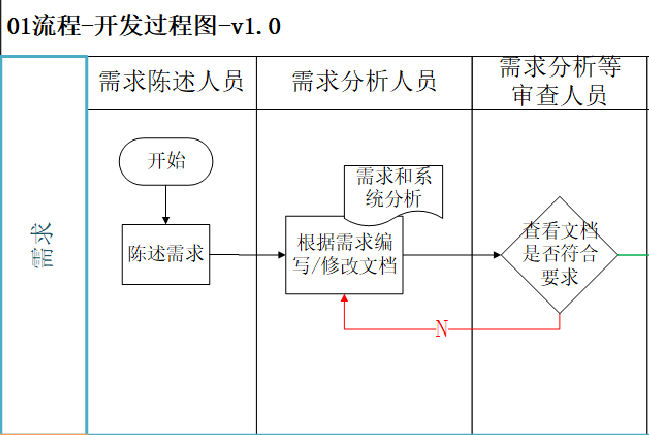 01流程-开发过程图-v1.0
需求陈述人员
需求分析人员
需求分析等
审查人员
需求
开始
陈述需求
需求和系
统分析
根据需求编
写/修改文档
查看文档
是否符合
要求
N